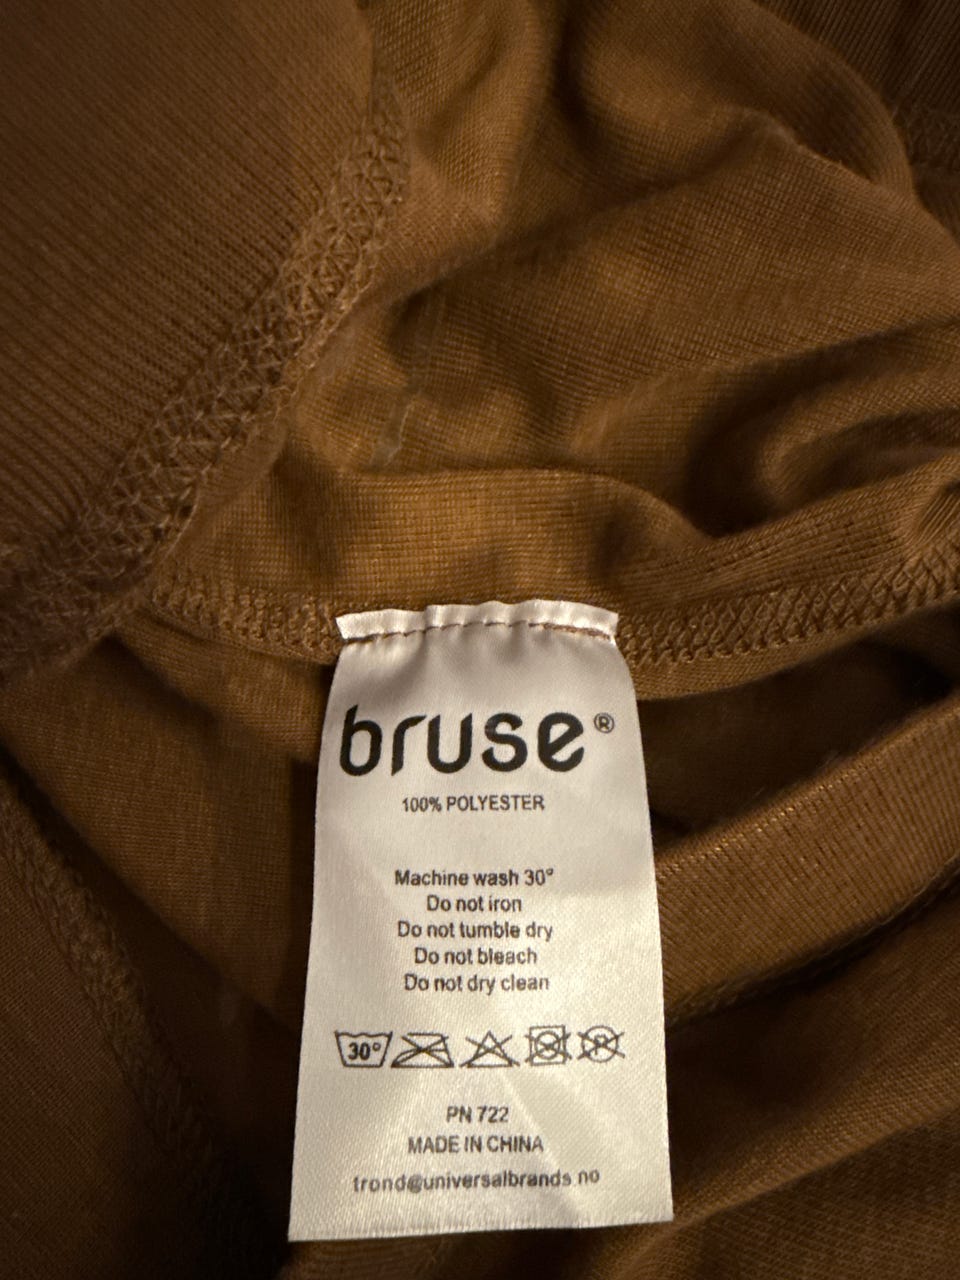 bruse®
100% POLYESTER
Machine wash 30°
Do not iron
Do not tumble dry
Do not bleach
Do not dry clean
30° P
PN 722
MADE IN CHINA
trond@universalbrands.no